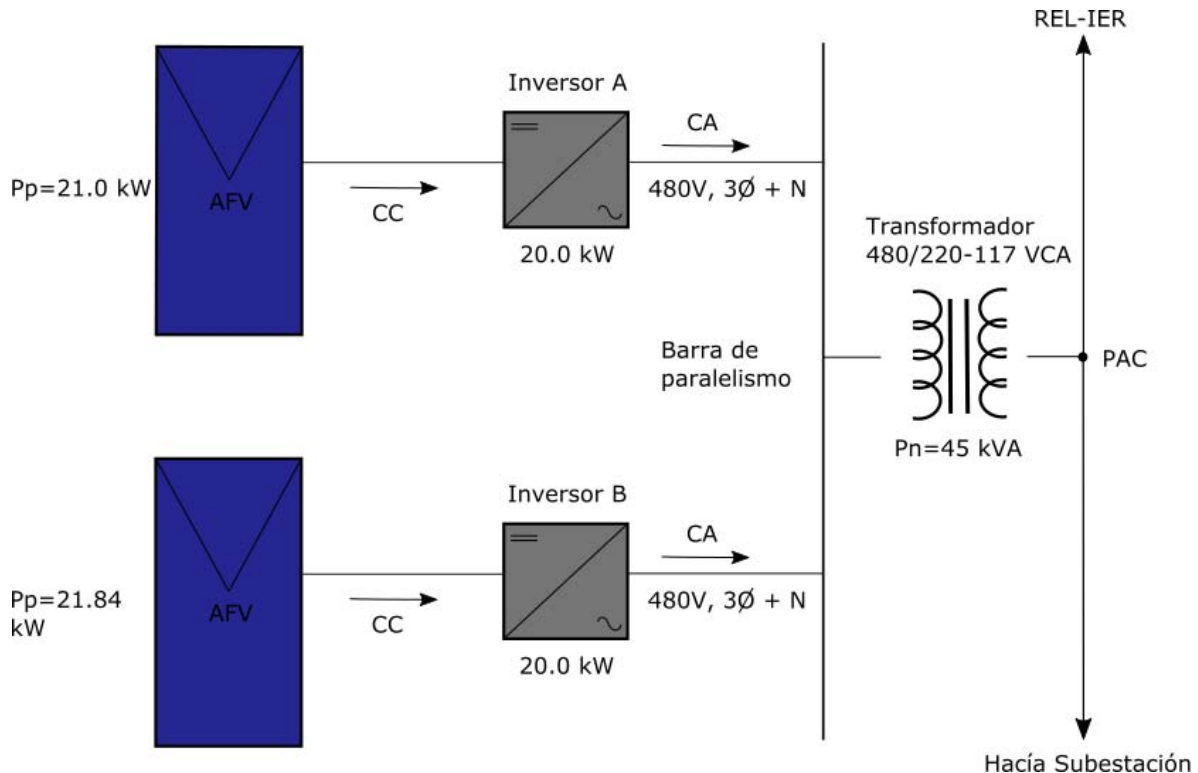 REL-IER
Inversor A
CA
Pp=21.0 kW
AFV
CC
480V, 3Ø + N
20.0 kW
Transformador
480/220-117 VCA
Barra de
paralelismo
PAC
Pn=45 kVA
Inversor B
CA
Pp=21.84
kW
AFV
CC
480V, 3Ø + N
20.0 kW
Hacía Subestación